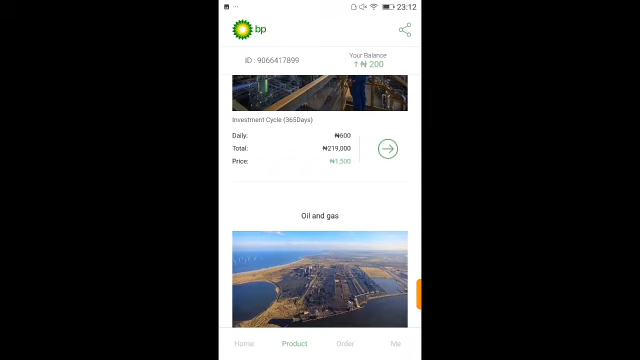 23:12
bp
ID : 9066417899
Your Balance
↑₦ 200
Investment Cycle (365Days)
Daily: ₦600
Total: ₦219,000
Price: ₦1,500
Oil and gas
Home Product Order Me